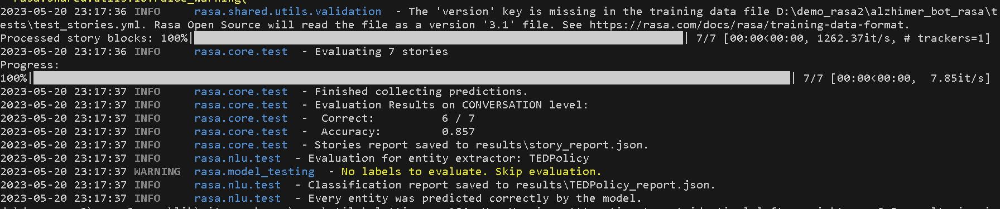 rasa.shared.utils.io.raise_warning(
2023-05-20 23:17:36 INFO     rasa.shared.utils.validation  - The 'version' key is missing in the training data file D:\demo_rasa2\alzhimer_bot_rasa\t
ests\test_stories.yml. Rasa Open Source will read the file as a version '3.1' file. See https://rasa.com/docs/rasa/training-data-format.
Processed story blocks: 100%| | 7/7 [00:00<00:00, 1262.37it/s, # trackers=1]
2023-05-20 23:17:36 INFO     rasa.core.test  - Evaluating 7 stories
Progress:
100%| | 7/7 [00:00<00:00,  7.85it/s]
2023-05-20 23:17:37 INFO     rasa.core.test  - Finished collecting predictions.
2023-05-20 23:17:37 INFO     rasa.core.test  - Evaluation Results on CONVERSATION level:
2023-05-20 23:17:37 INFO     rasa.core.test  -  Correct:          6 / 7
2023-05-20 23:17:37 INFO     rasa.core.test  -  Accuracy:         0.857
2023-05-20 23:17:37 INFO     rasa.core.test  - Stories report saved to results\story_report.json.
2023-05-20 23:17:37 INFO     rasa.nlu.test  - Evaluation for entity extractor: TEDPolicy
2023-05-20 23:17:37 WARNING  rasa.model_testing  - No labels to evaluate. Skip evaluation.
2023-05-20 23:17:37 INFO     rasa.nlu.test  - Classification report saved to results\TEDPolicy_report.json.
2023-05-20 23:17:37 INFO     rasa.nlu.test  - Every entity was predicted correctly by the model.